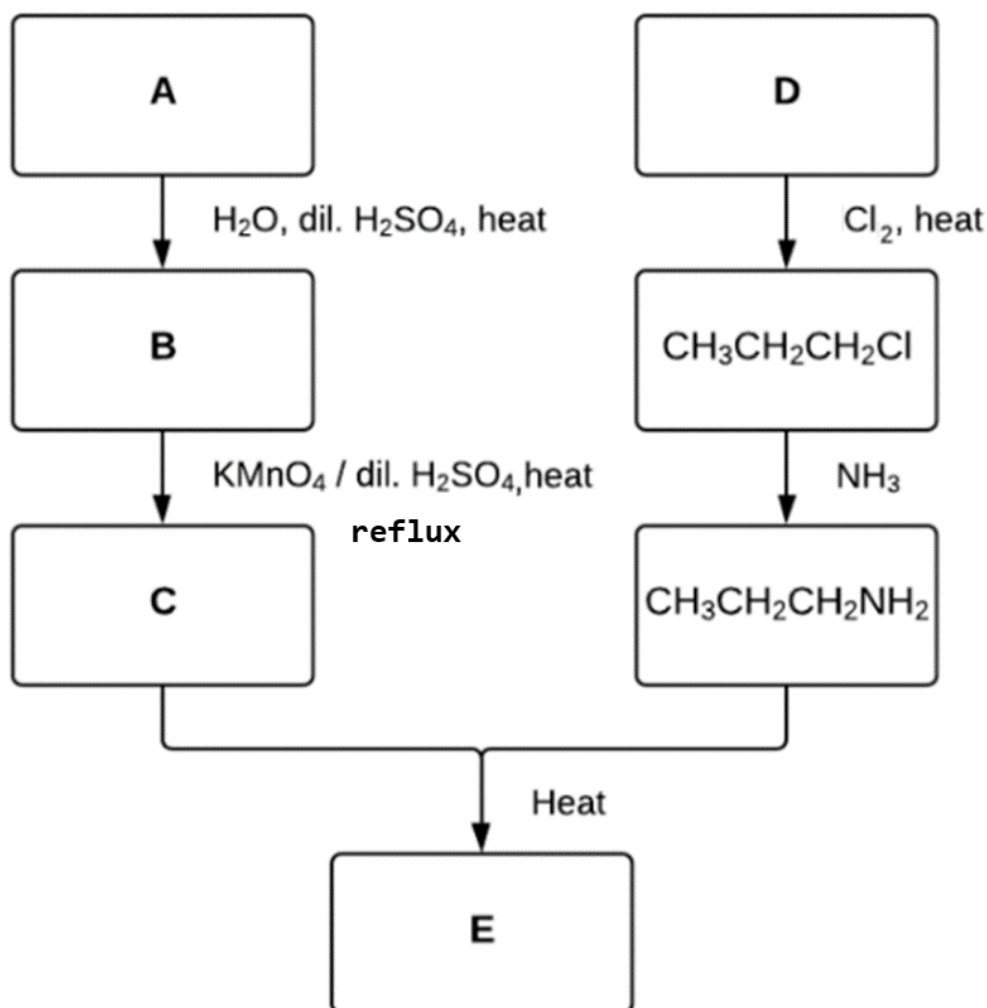 A
D
H₂O, dil. H₂SO₄, heat
Cl₂, heat
B
CH₃CH₂CH₂Cl
KMnO₄ / dil. H₂SO₄,heat
NH₃
reflux
C
CH₃CH₂CH₂NH₂
Heat
E